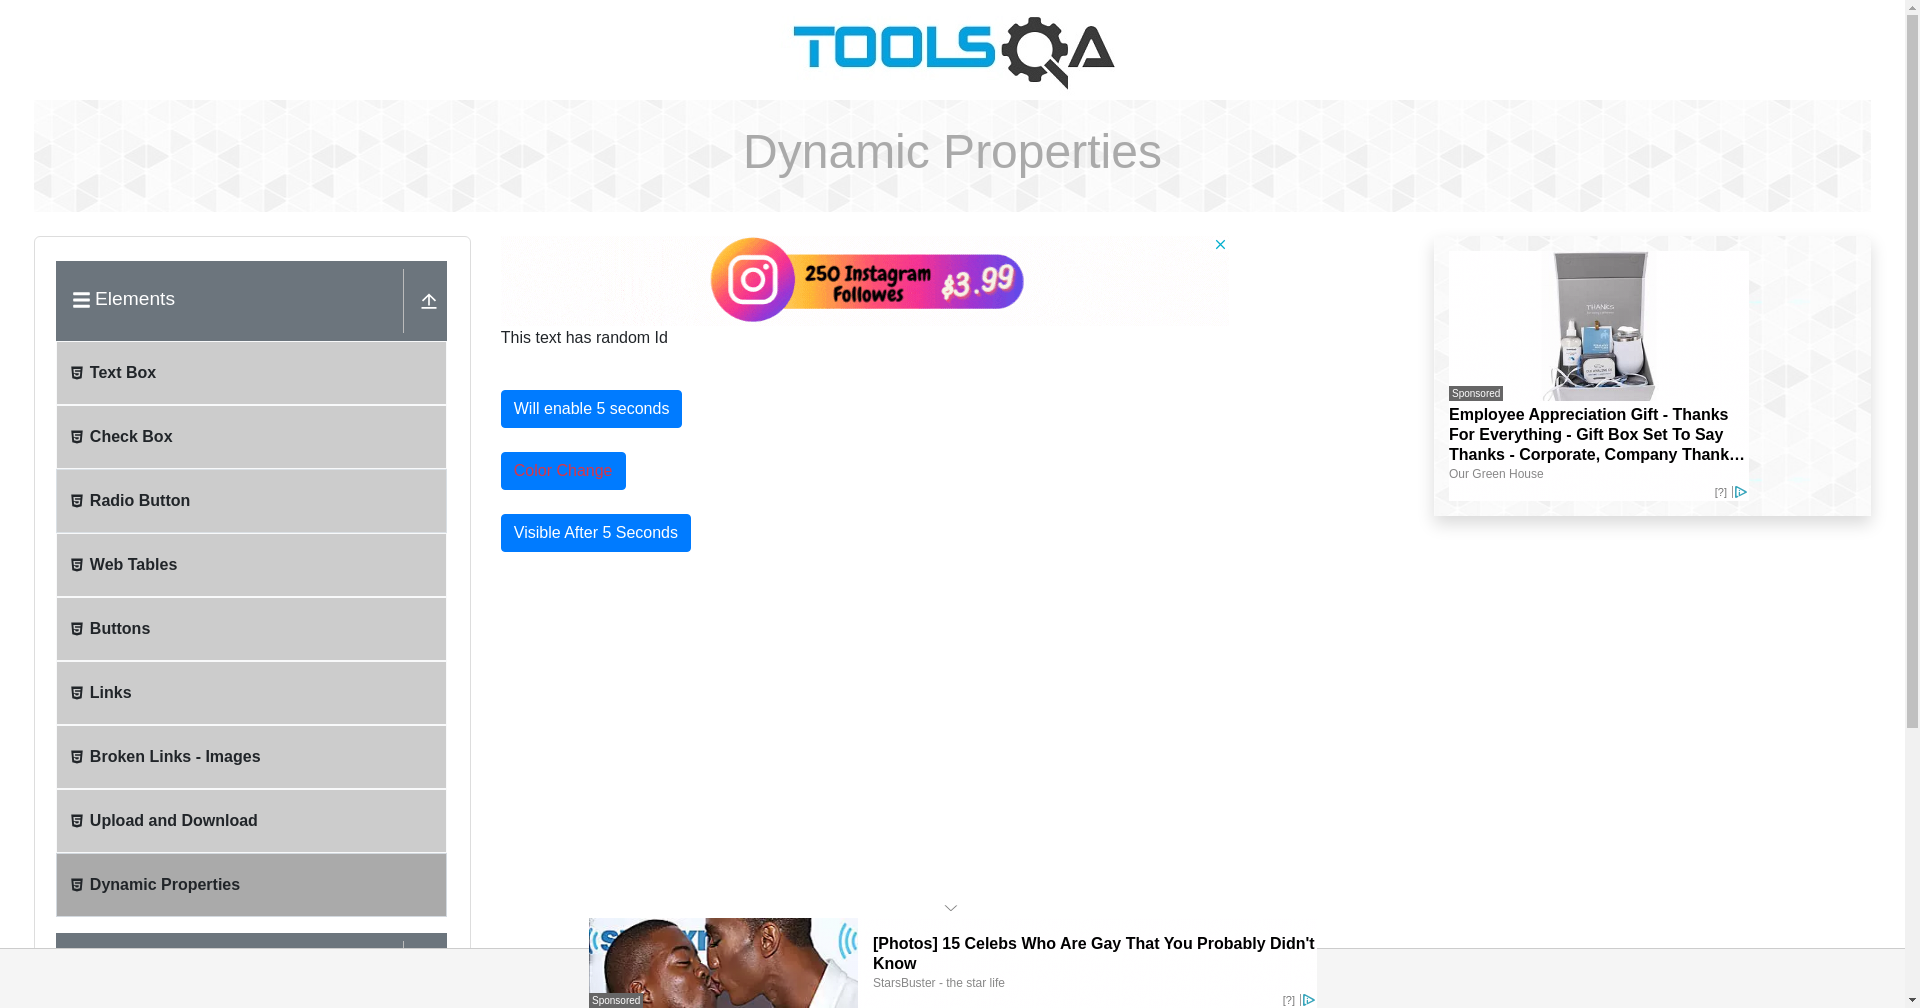 TOOLSQA
Dynamic Properties
Elements
Text Box
Check Box
Radio Button
Web Tables
Buttons
Links
Broken Links - Images
Upload and Download
Dynamic Properties
250 Instagram
Followes
$3.99
This text has random Id
Will enable 5 seconds
Color Change
Visible After 5 Seconds
THANKS
Sponsored
Employee Appreciation Gift - Thanks
For Everything - Gift Box Set To Say
Thanks - Corporate, Company Thank...
Our Green House
[?]
[Photos] 15 Celebs Who Are Gay That You Probably Didn't
Know
StarsBuster - the star life
Sponsored
[?]